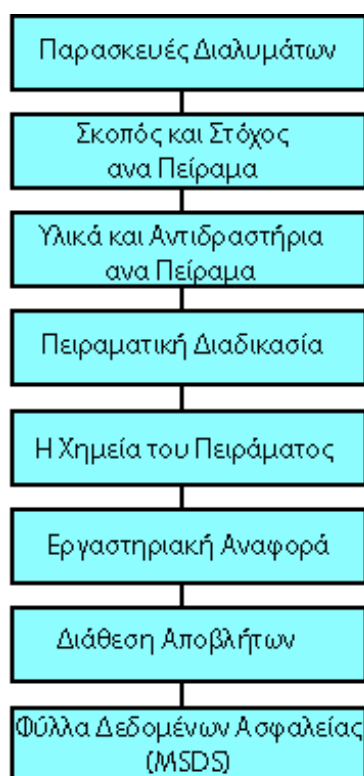 Παρασκευές Διαλυμάτων
Σκοπός και Στόχος
ανα Πείραμα
Υλικά και Αντιδραστήρια
ανα Πείραμα
Πειραματική Διαδικασία
Η Χημεία του Πειράματος
Εργαστηριακή Αναφορά
Διάθεση Αποβλήτων
Φύλλα Δεδομένων Ασφαλείας
(MSDS)